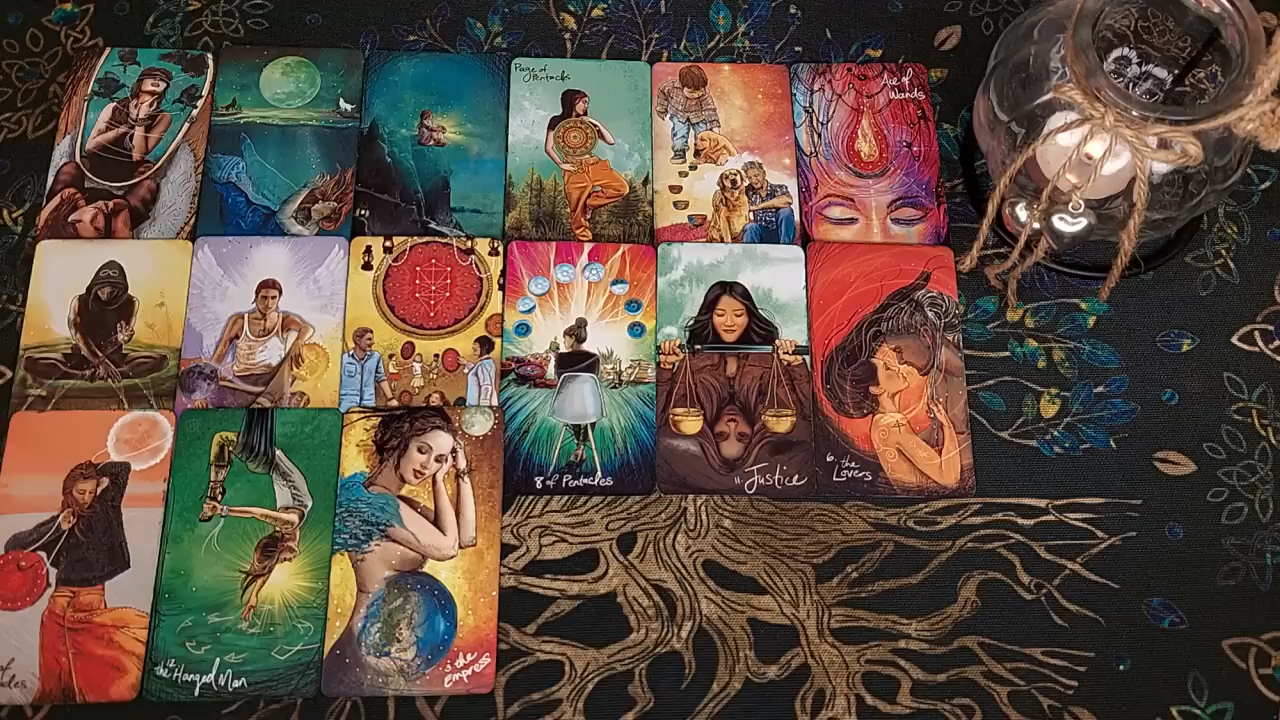 Page of
Pentacls
Ace of
Wands
8 of Pentacles
11 Justice
6. the
Lovers
12
the Hanged Man
3 the
Empress